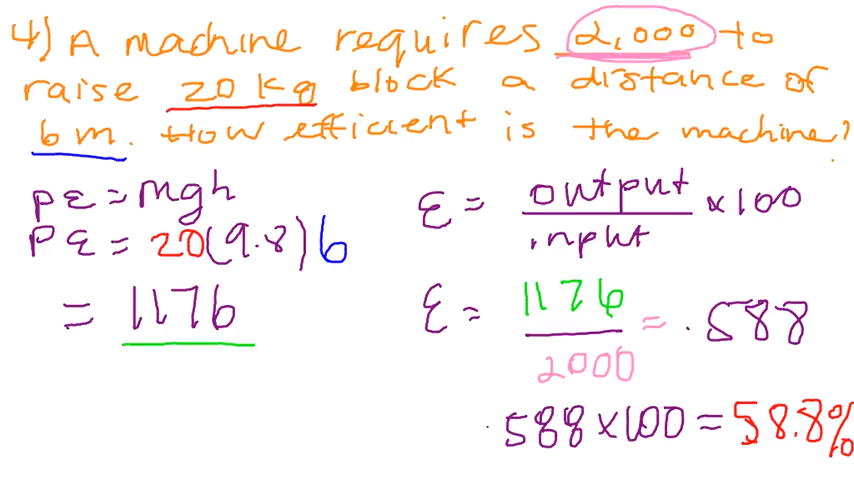 4) A machine requires 2,000 to
raise 20 kg block a distance of
6 m. How efficient is the machine?
PE = mgh
PE = 20(9.8)6
= 1176
ε = output/input × 100
ε = 1176/2000 = .588
.588 × 100 = 58.8%